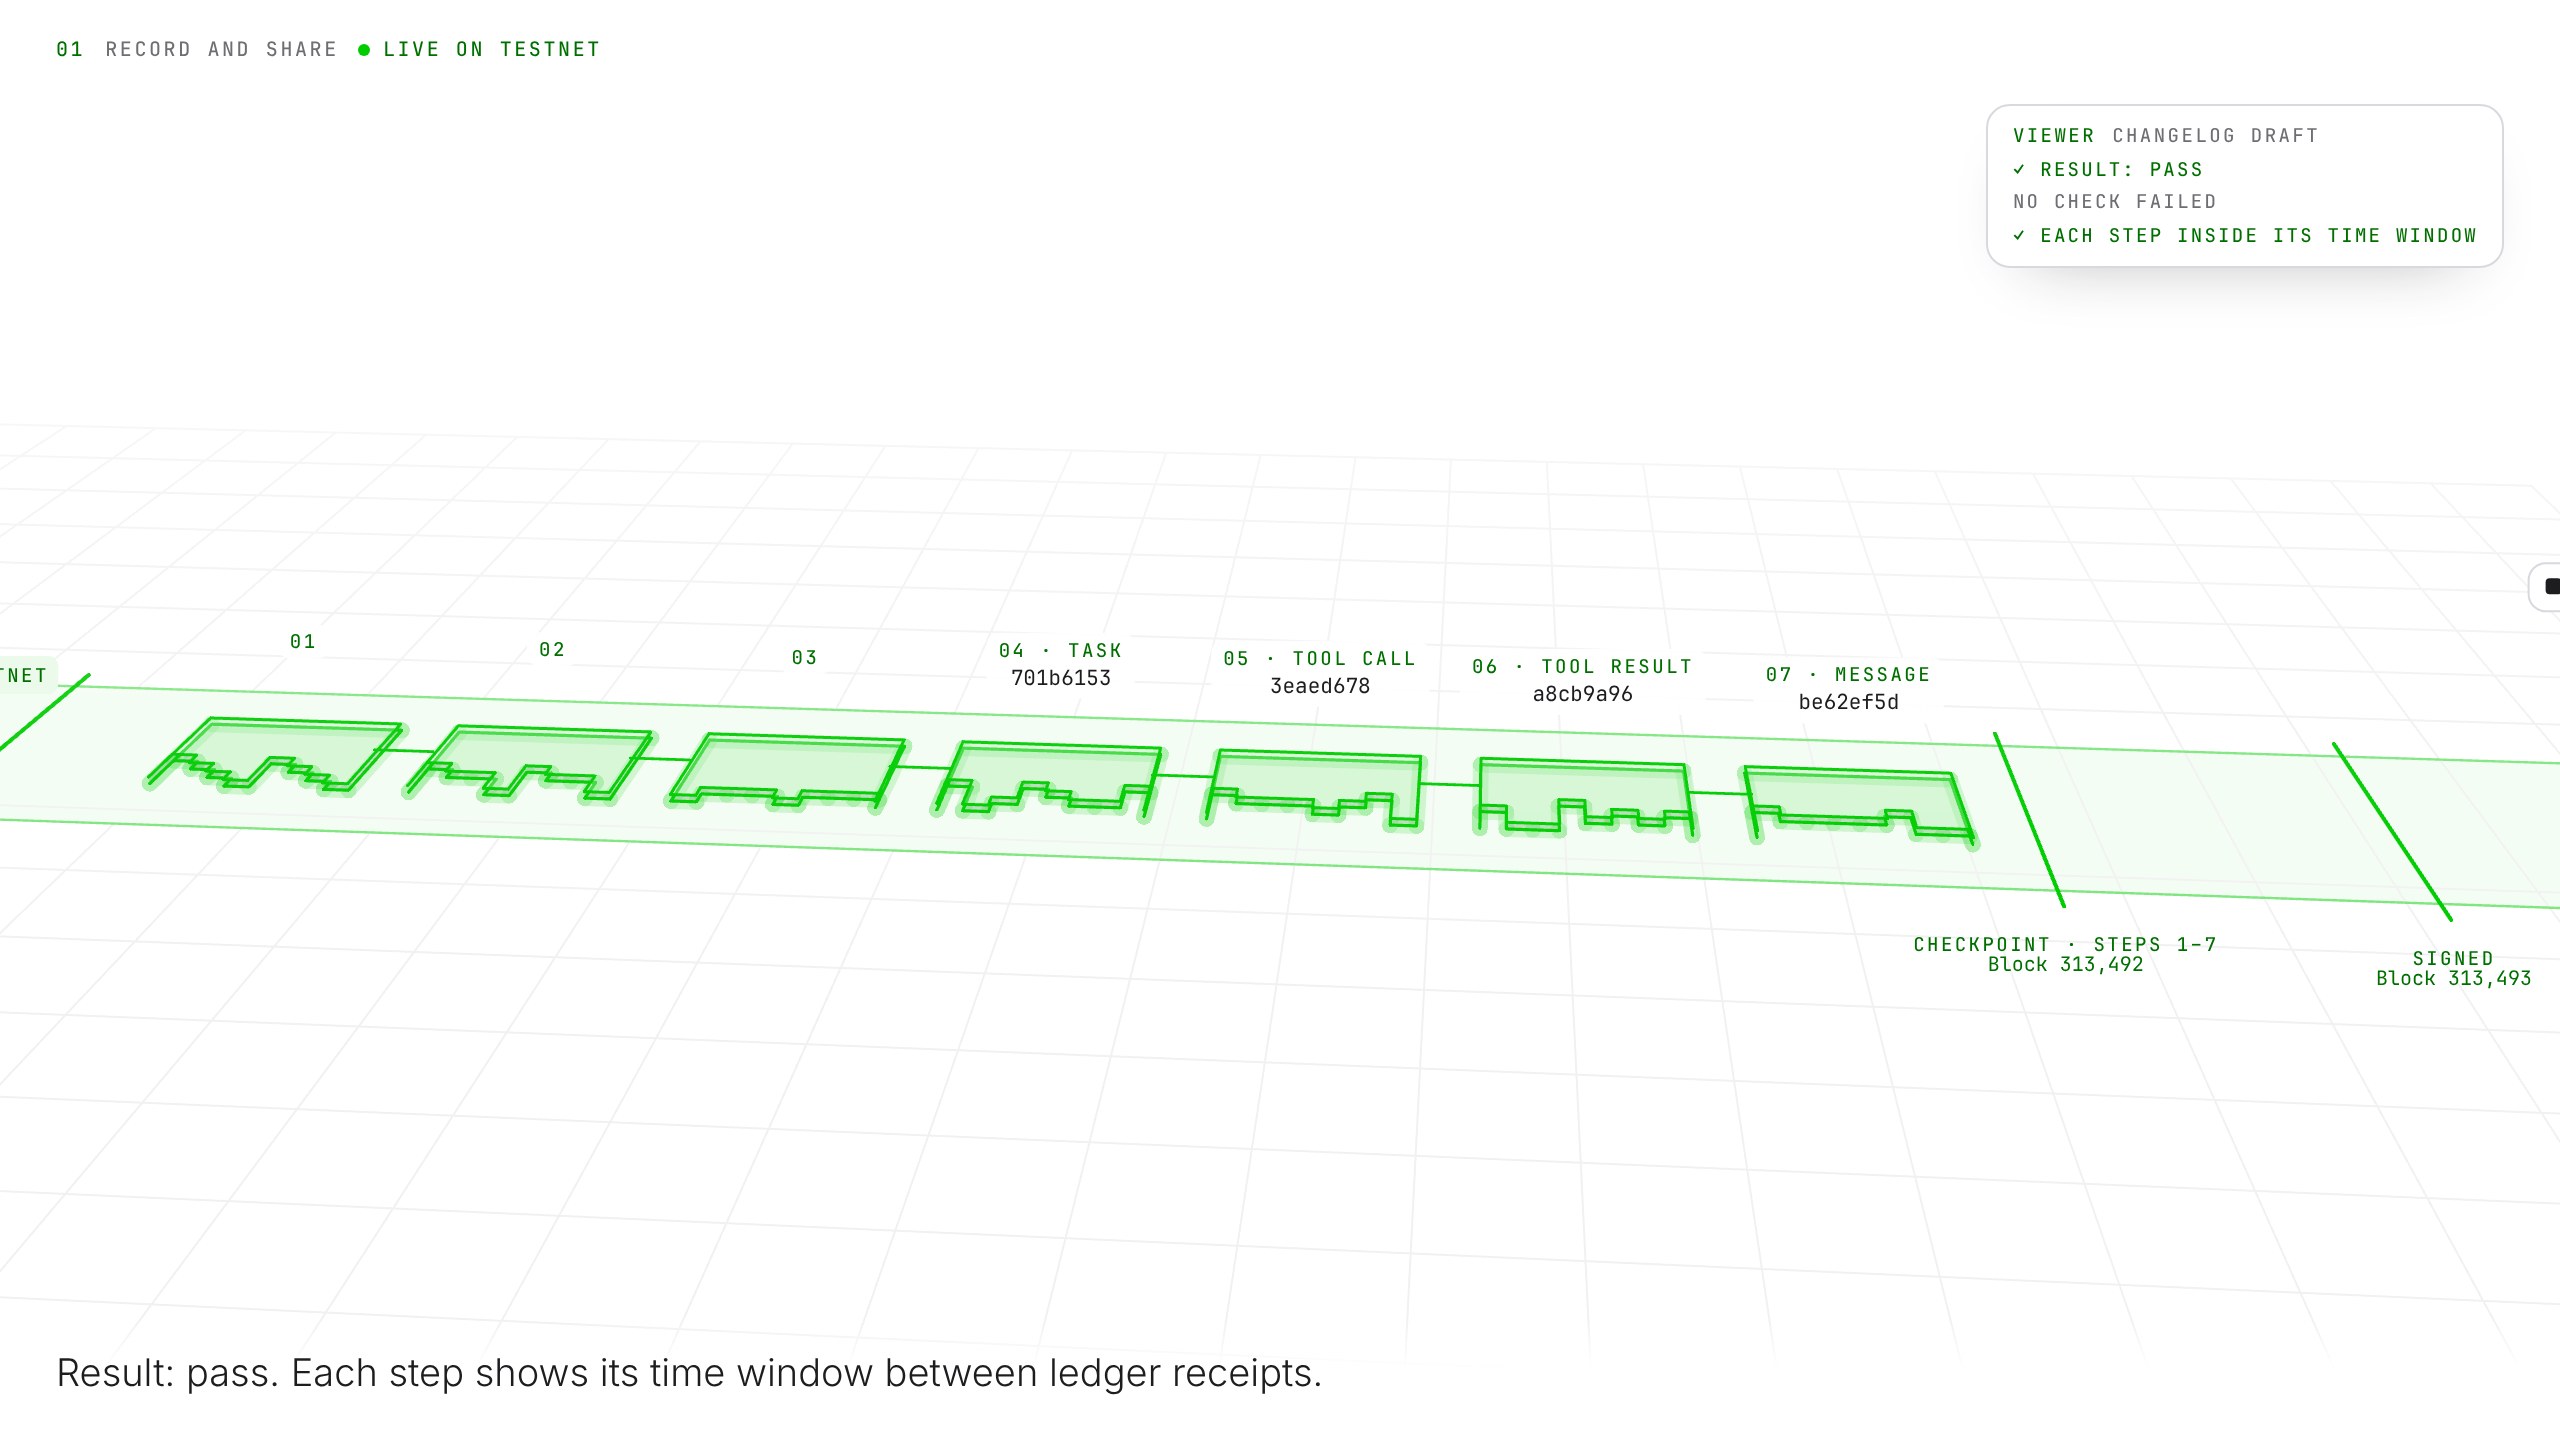 01 RECORD AND SHARE ● LIVE ON TESTNET
VIEWER CHANGELOG DRAFT
✓ RESULT: PASS
NO CHECK FAILED
✓ EACH STEP INSIDE ITS TIME WINDOW
TNET
01
02
03
04 · TASK
701b6153
05 · TOOL CALL
3eaed678
06 · TOOL RESULT
a8cb9a96
07 · MESSAGE
be62ef5d
CHECKPOINT · STEPS 1–7
Block 313,492
SIGNED
Block 313,493
Result: pass. Each step shows its time window between ledger receipts.